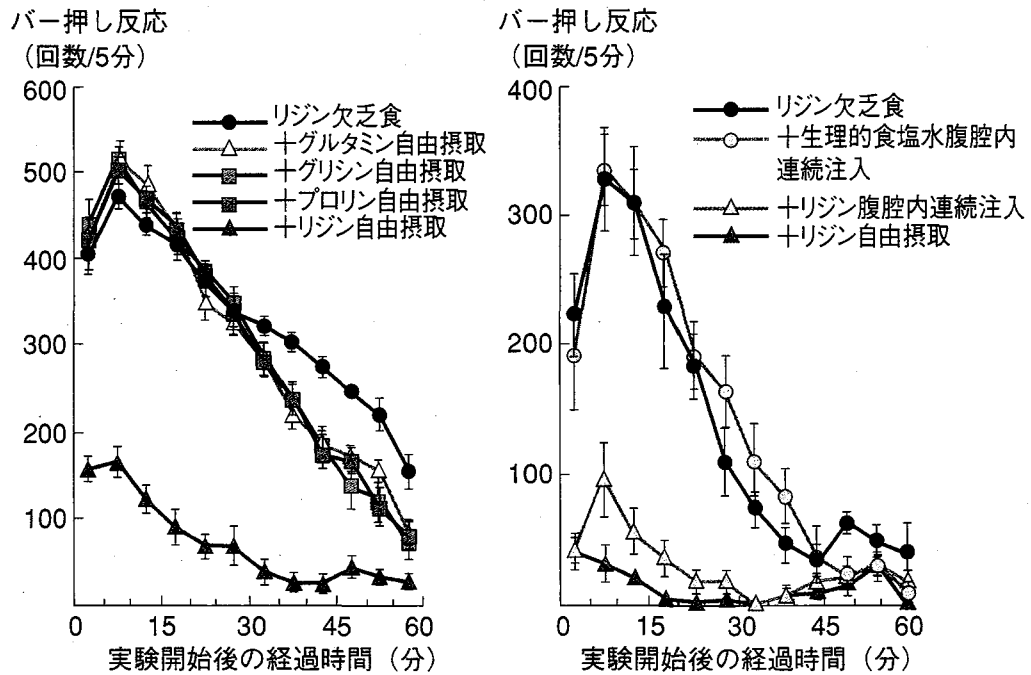 バー押し反応
（回数/5分）
600
500
400
300
200
100
リジン欠乏食
＋グルタミン自由摂取
＋グリシン自由摂取
＋プロリン自由摂取
＋リジン自由摂取
0
15
30
45
60
実験開始後の経過時間（分）
バー押し反応
（回数/5分）
400
300
200
100
リジン欠乏食
＋生理的食塩水腹腔内
連続注入
＋リジン腹腔内連続注入
＋リジン自由摂取
0
15
30
45
60
実験開始後の経過時間（分）